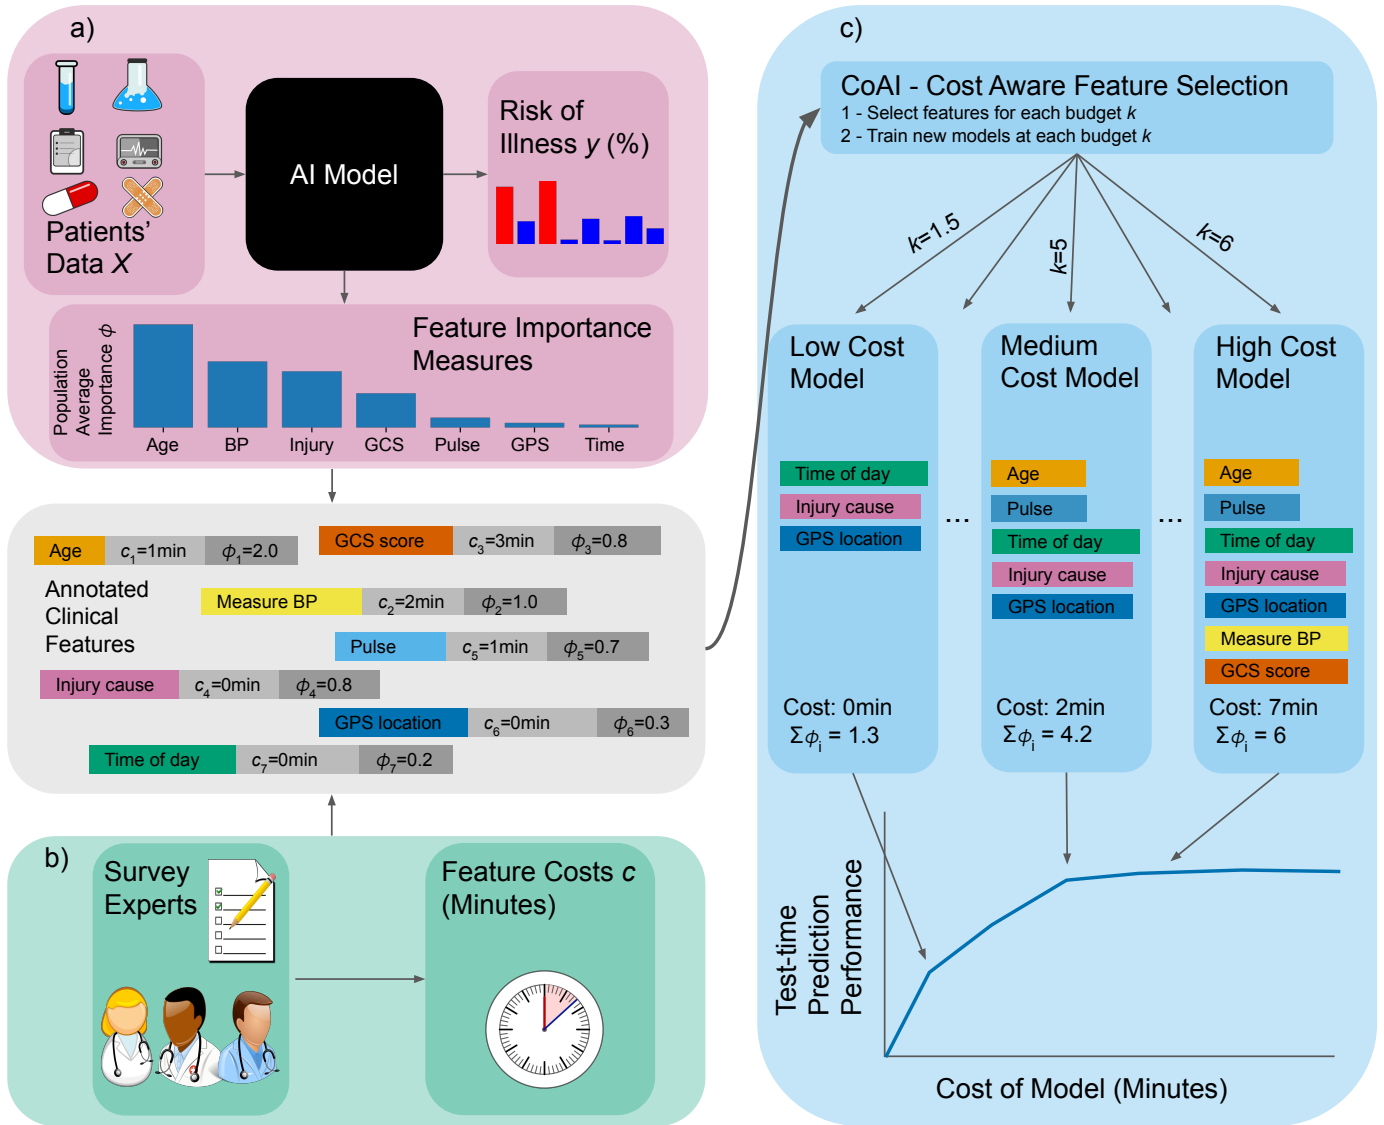 a)
Patients'
Data X
AI Model
Risk of
Illness y (%)
Feature Importance
Measures
Population
Average
Importance ϕ
Age BP Injury GCS Pulse GPS Time
Age c1=1min ϕ1=2.0
GCS score c3=3min ϕ3=0.8
Annotated
Clinical
Features
Measure BP c2=2min ϕ2=1.0
Pulse c5=1min ϕ5=0.7
Injury cause c4=0min ϕ4=0.8
GPS location c6=0min ϕ6=0.3
Time of day c7=0min ϕ7=0.2
b)
Survey
Experts
Feature Costs c
(Minutes)
c)
CoAI - Cost Aware Feature Selection
1 - Select features for each budget k
2 - Train new models at each budget k
k=1.5
k=5
k=6
Low Cost
Model
Time of day
Injury cause
GPS location
Cost: 0min
Σϕi = 1.3
...
Medium
Cost Model
Age
Pulse
Time of day
Injury cause
GPS location
Cost: 2min
Σϕi = 4.2
...
High Cost
Model
Age
Pulse
Time of day
Injury cause
GPS location
Measure BP
GCS score
Cost: 7min
Σϕi = 6
Test-time
Prediction
Performance
Cost of Model (Minutes)